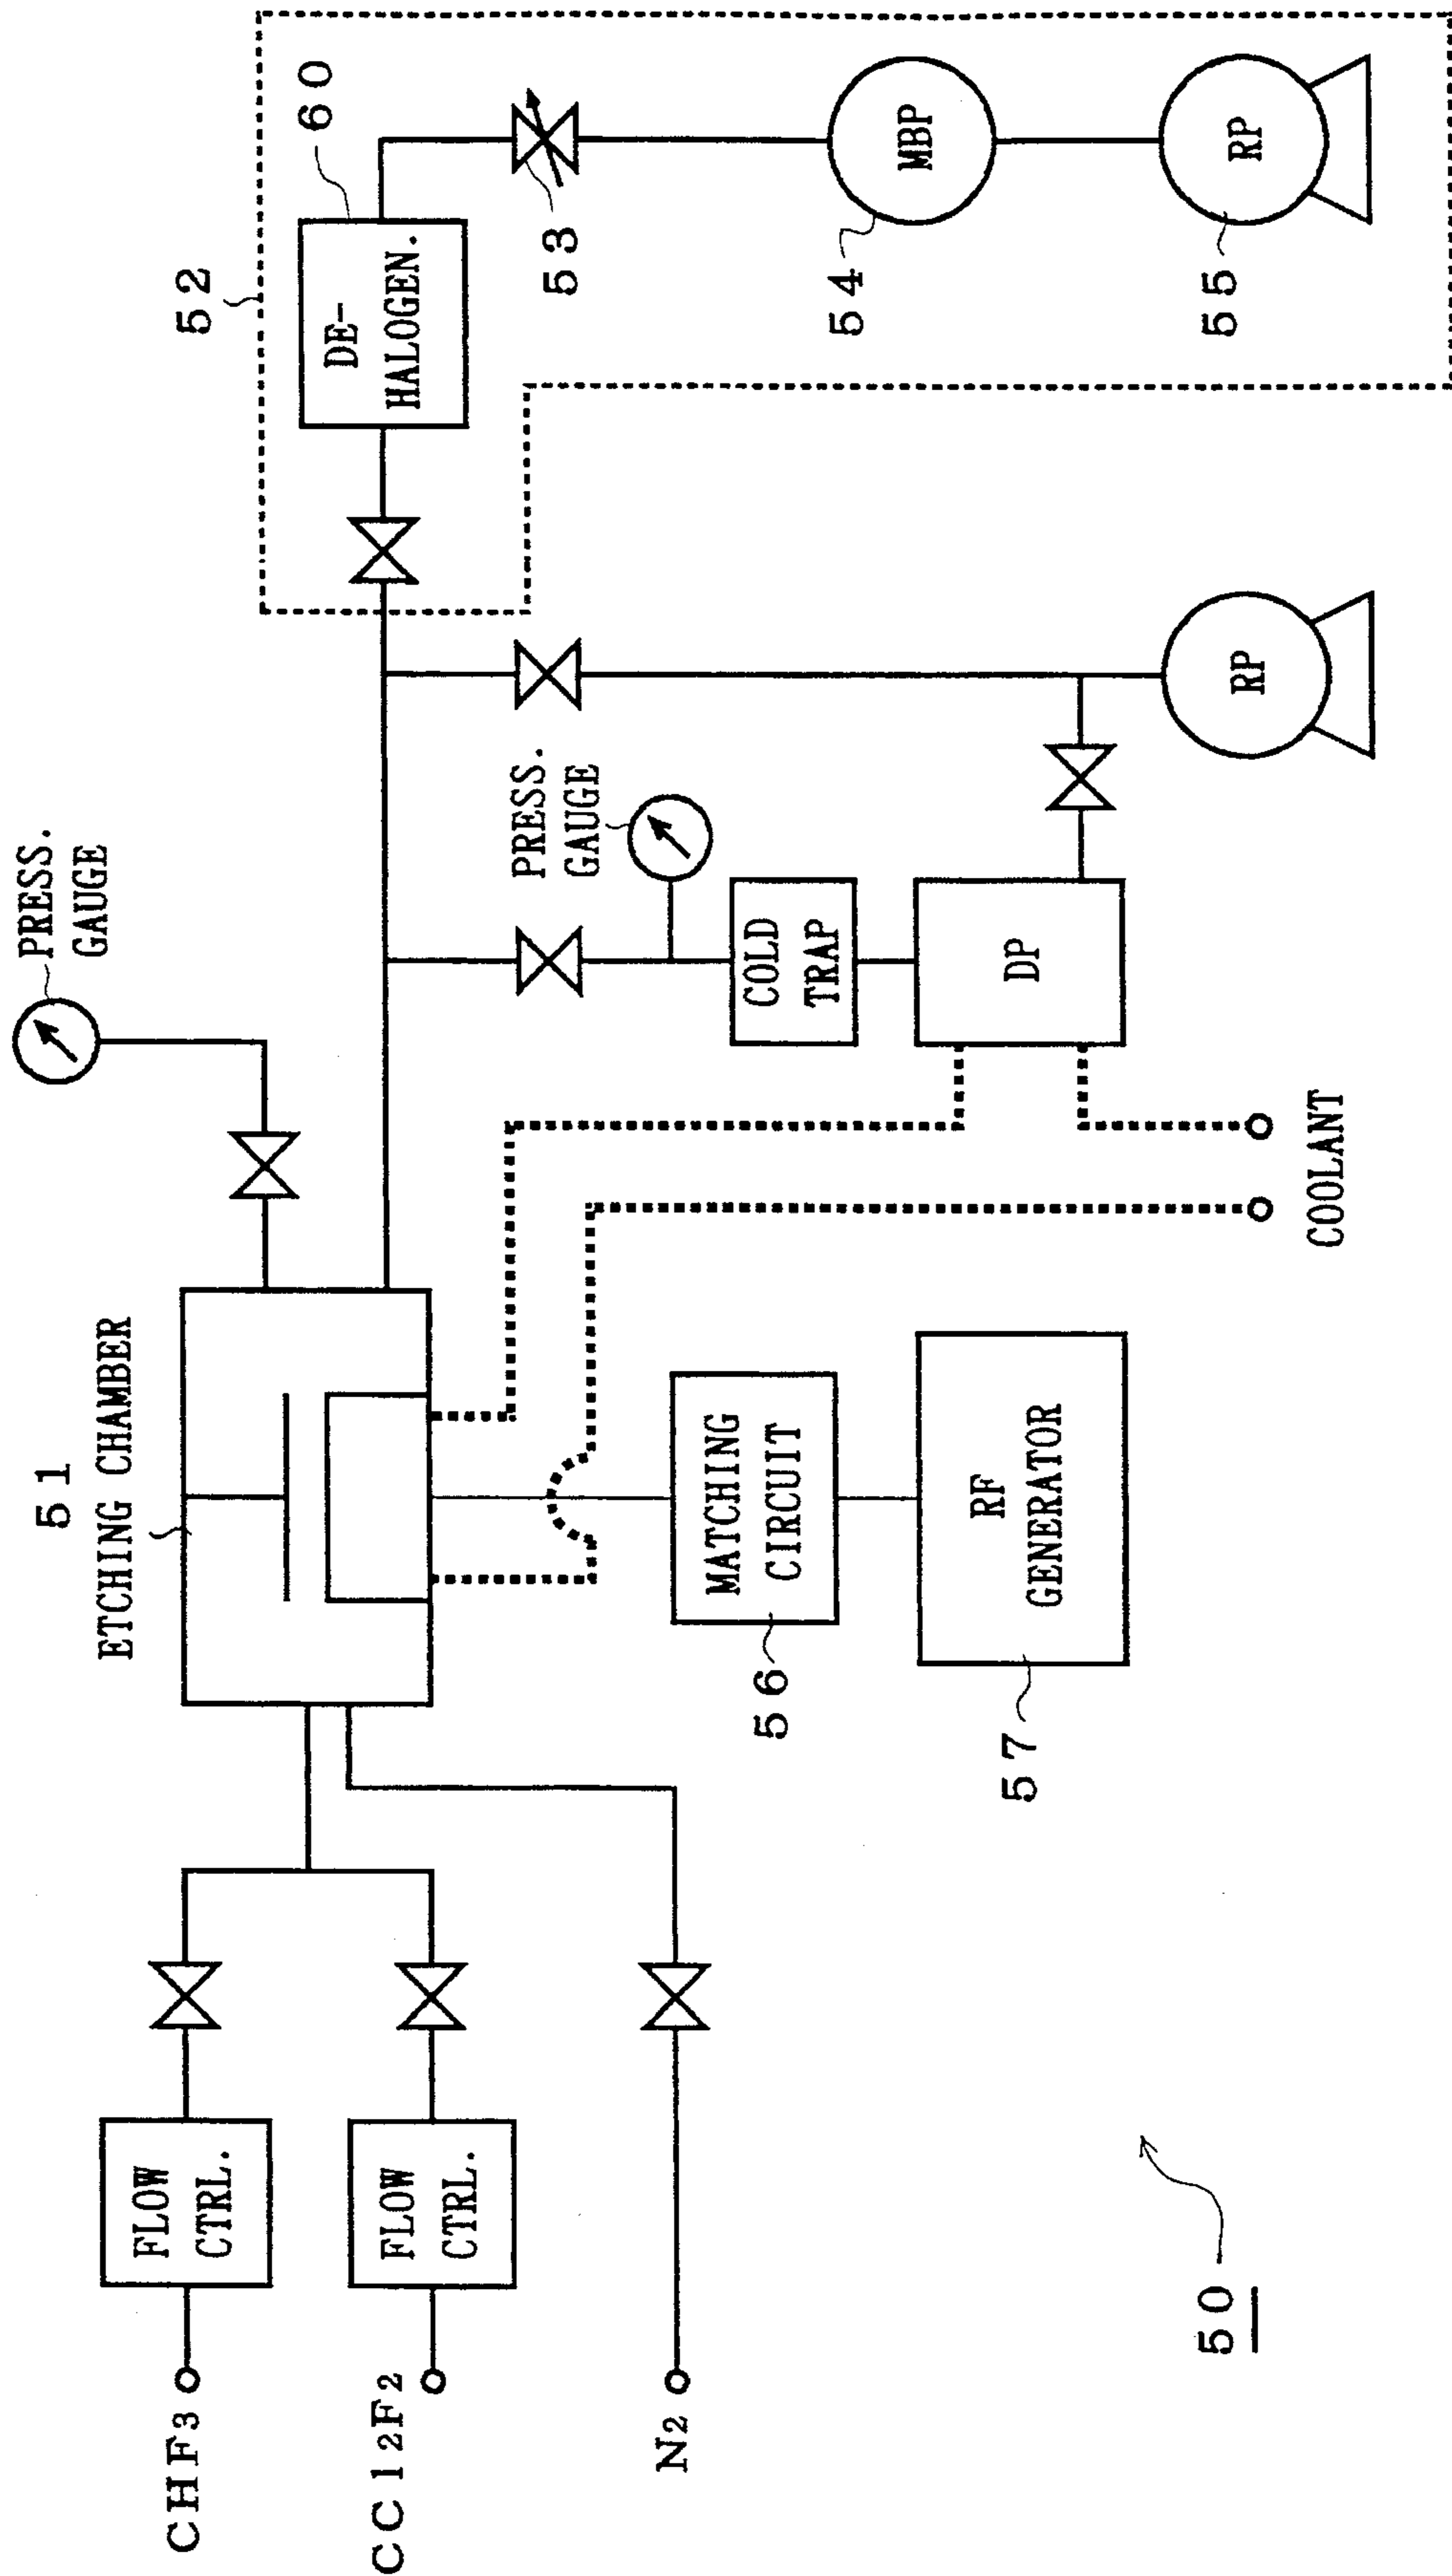 50
CHF3
CCl2F2
N2
FLOW
CTRL.
FLOW
CTRL.
51
ETCHING CHAMBER
PRESS.
GAUGE
MATCHING
CIRCUIT
56
RF
GENERATOR
57
COOLANT
PRESS.
GAUGE
COLD
TRAP
DP
RP
52
DE-
HALOGEN.
60
53
MBP
54
RP
55